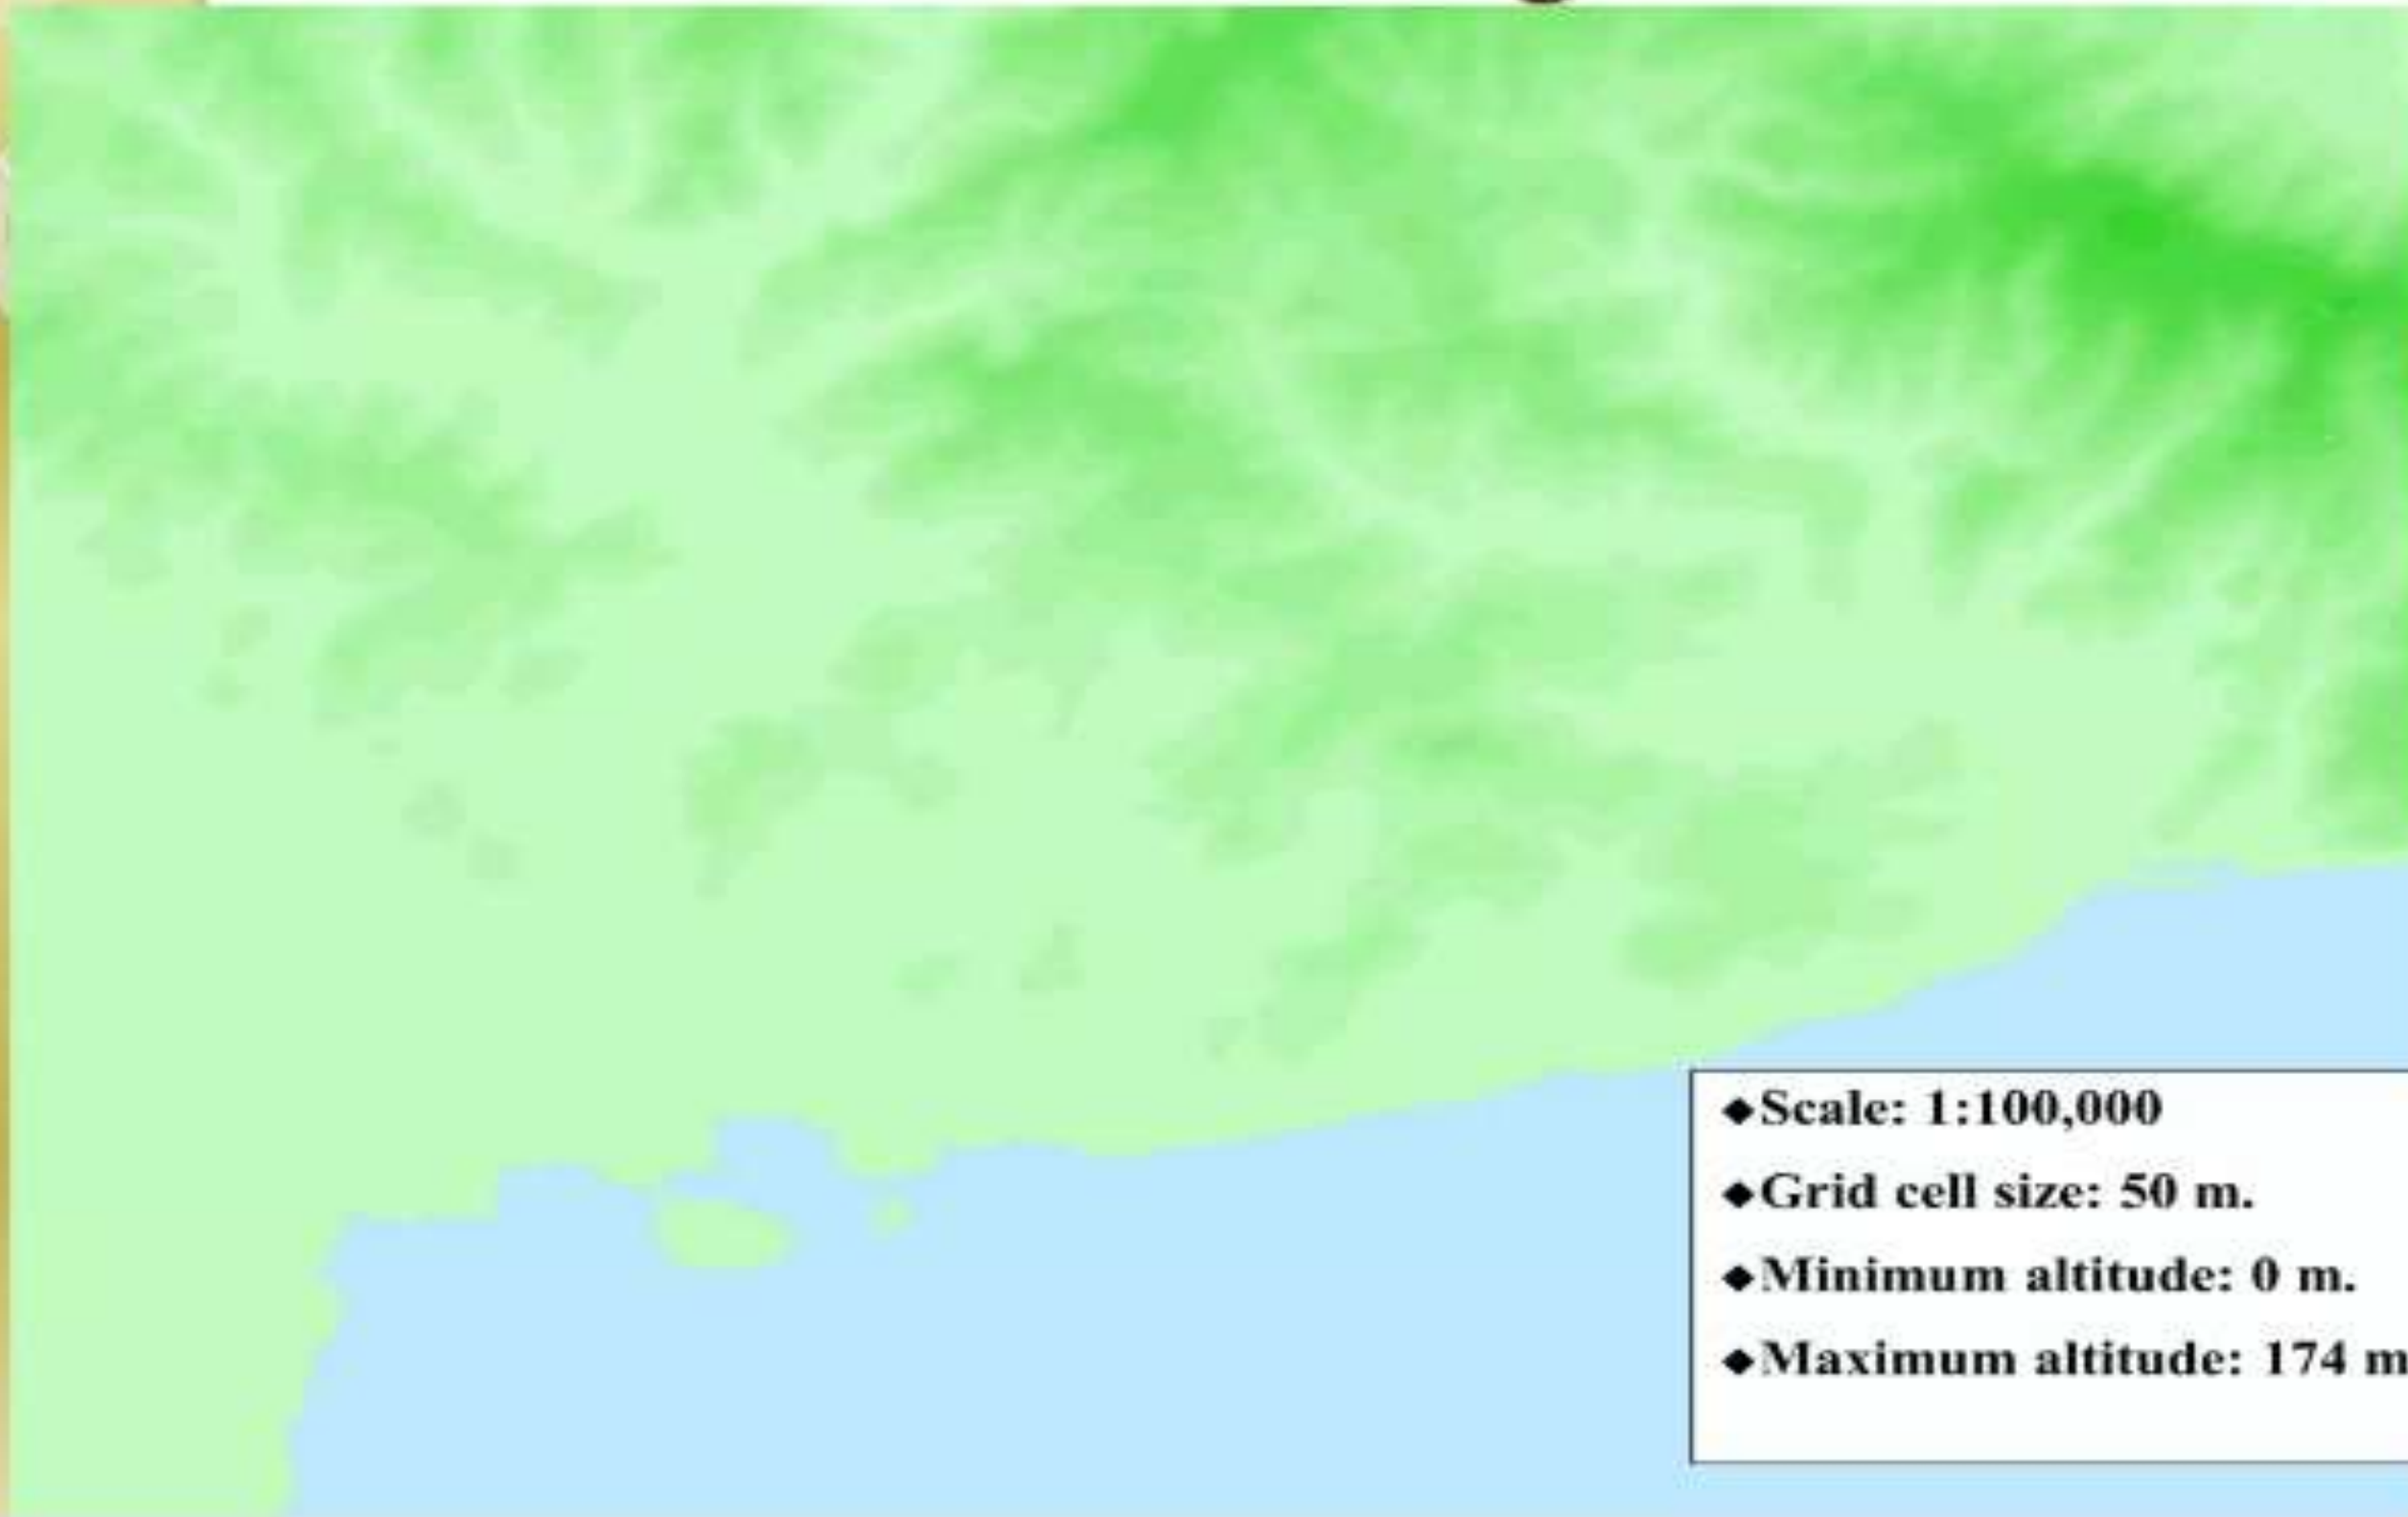 ◆Scale: 1:100,000
◆Grid cell size: 50 m.
◆Minimum altitude: 0 m.
◆Maximum altitude: 174 m